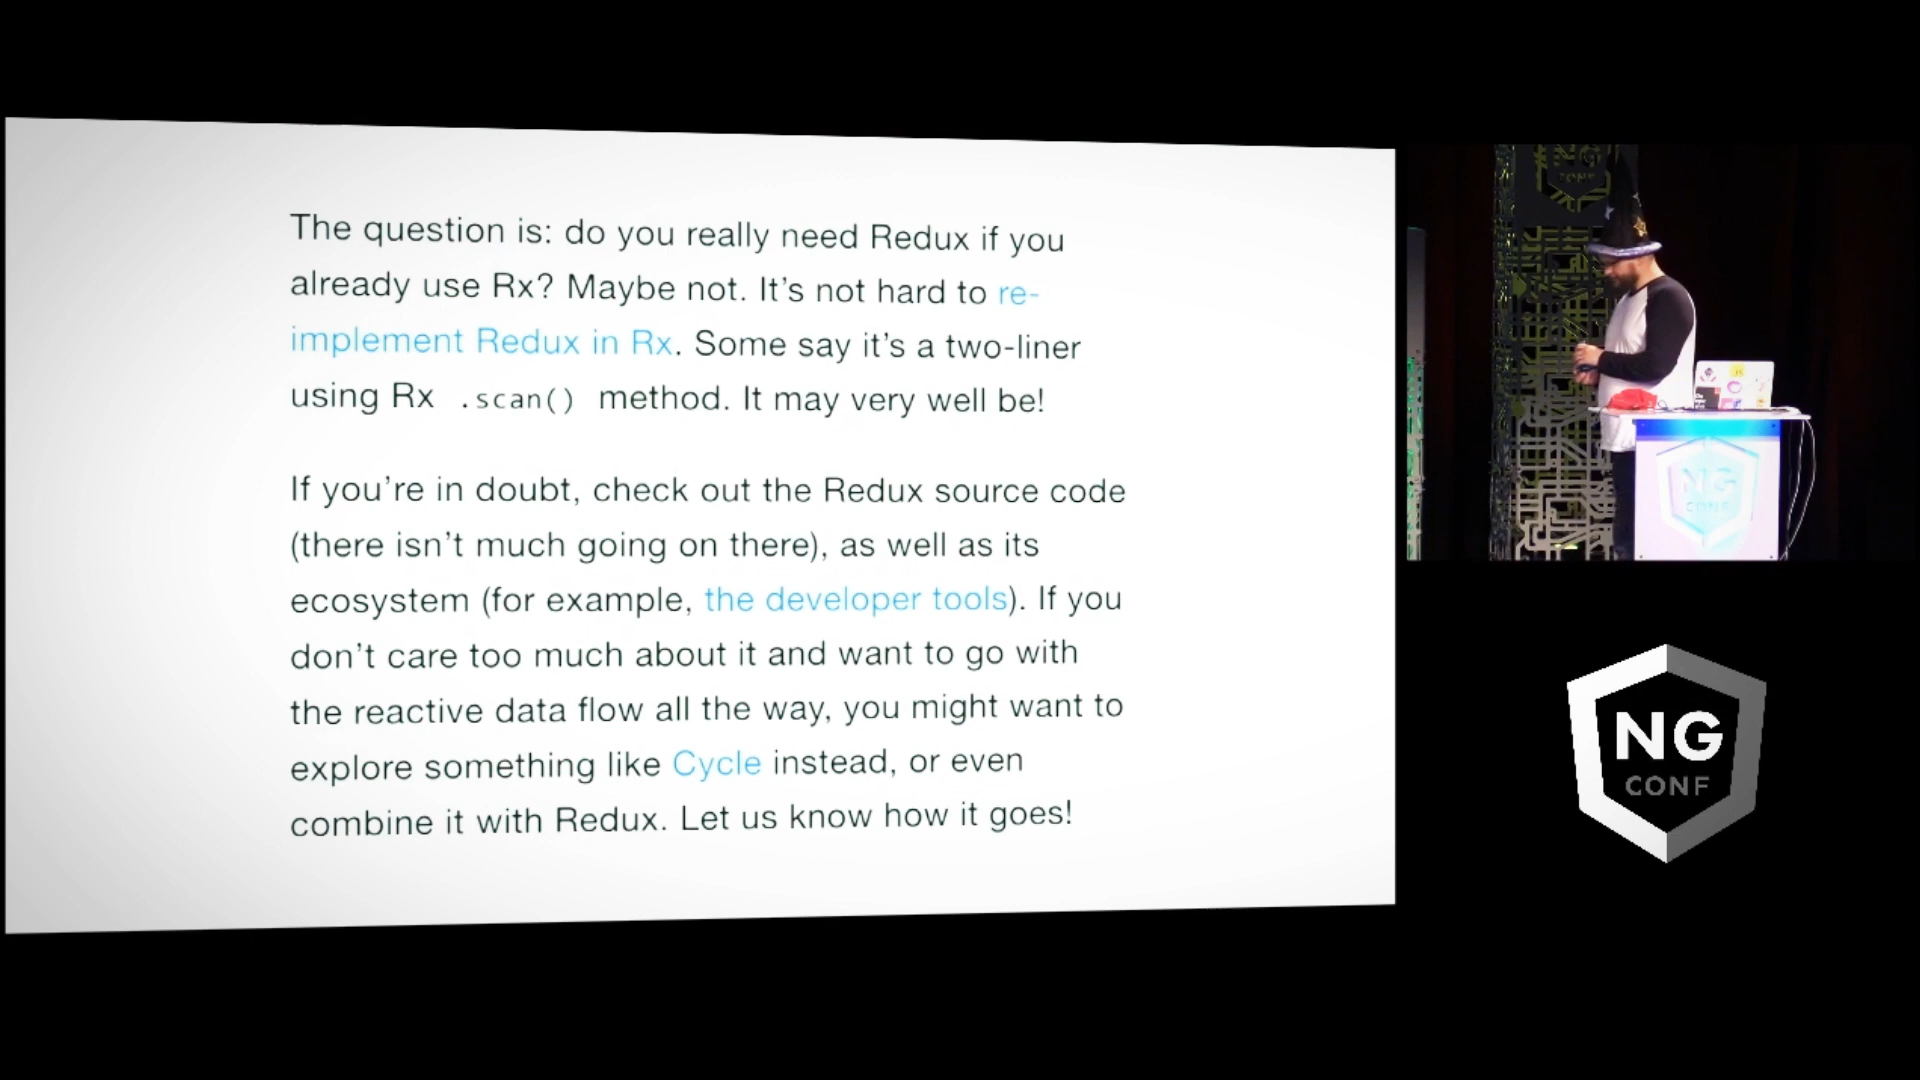 The question is: do you really need Redux if you
already use Rx? Maybe not. It’s not hard to re-
implement Redux in Rx. Some say it’s a two-liner
using Rx .scan() method. It may very well be!
If you’re in doubt, check out the Redux source code
(there isn’t much going on there), as well as its
ecosystem (for example, the developer tools). If you
don’t care too much about it and want to go with
the reactive data flow all the way, you might want to
explore something like Cycle instead, or even
combine it with Redux. Let us know how it goes!
NG
CONF
NG
CONF
NG
CONF